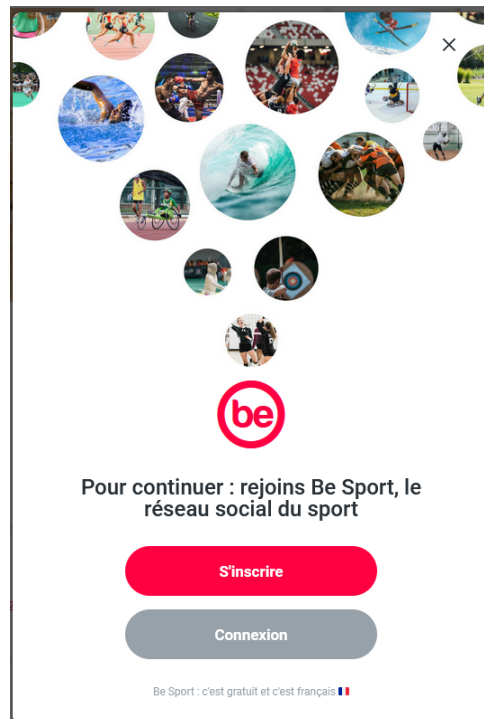 be
Pour continuer : rejoins Be Sport, le
réseau social du sport
S'inscrire
Connexion
Be Sport : c'est gratuit et c'est français 🇫🇷